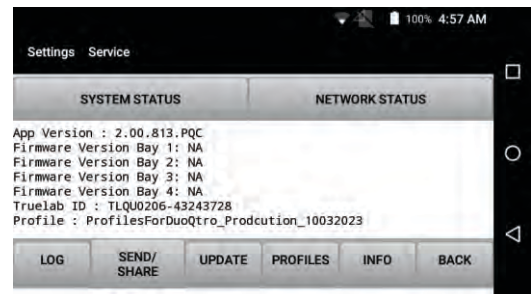 100% 4:57 AM
Settings Service
SYSTEM STATUS NETWORK STATUS
App Version : 2.00.813.PQC
Firmware Version Bay 1: NA
Firmware Version Bay 2: NA
Firmware Version Bay 3: NA
Firmware Version Bay 4: NA
Truelab ID : TLQU0206-43243728
Profile : ProfilesForDuoQtro_Prodcution_10032023
LOG SEND/ UPDATE PROFILES INFO BACK
SHARE